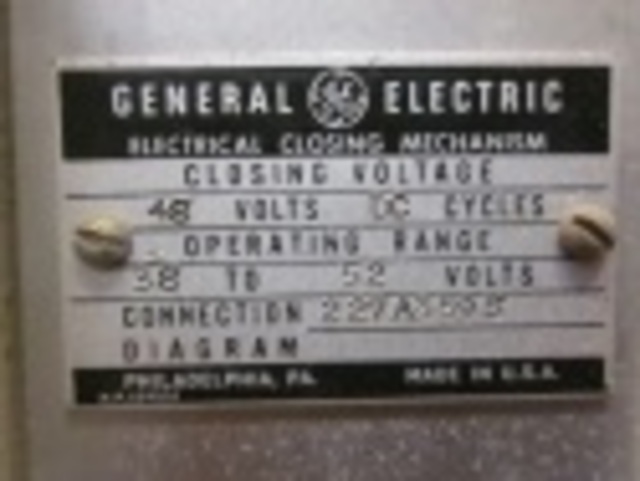 GENERAL GE ELECTRIC
ELECTRICAL CLOSING MECHANISM
CLOSING VOLTAGE
48 VOLTS DC CYCLES
OPERATING RANGE
38 TO 52 VOLTS
CONNECTION
DIAGRAM
PHILADELPHIA, PA. MADE IN U.S.A.